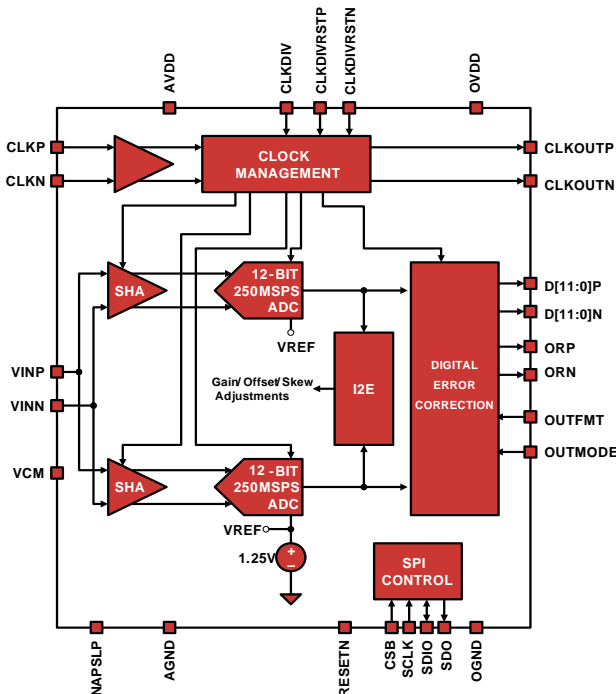 AVDD
CLKDIV
CLKDIVRSTP
CLKDIVRSTN
OVDD
CLKP
CLKN
CLOCK
MANAGEMENT
CLKOUTP
CLKOUTN
SHA
12-BIT
250MSPS
ADC
VREF
D[11:0]P
D[11:0]N
ORP
ORN
OUTFMT
OUTMODE
DIGITAL
ERROR
CORRECTION
I2E
Gain/Offset/Skew
Adjustments
VINP
VINN
VCM
SHA
12-BIT
250MSPS
ADC
VREF
1.25V
+
–
SPI
CONTROL
NAPSLP
AGND
RESETN
CSB
SCLK
SDIO
SDO
OGND